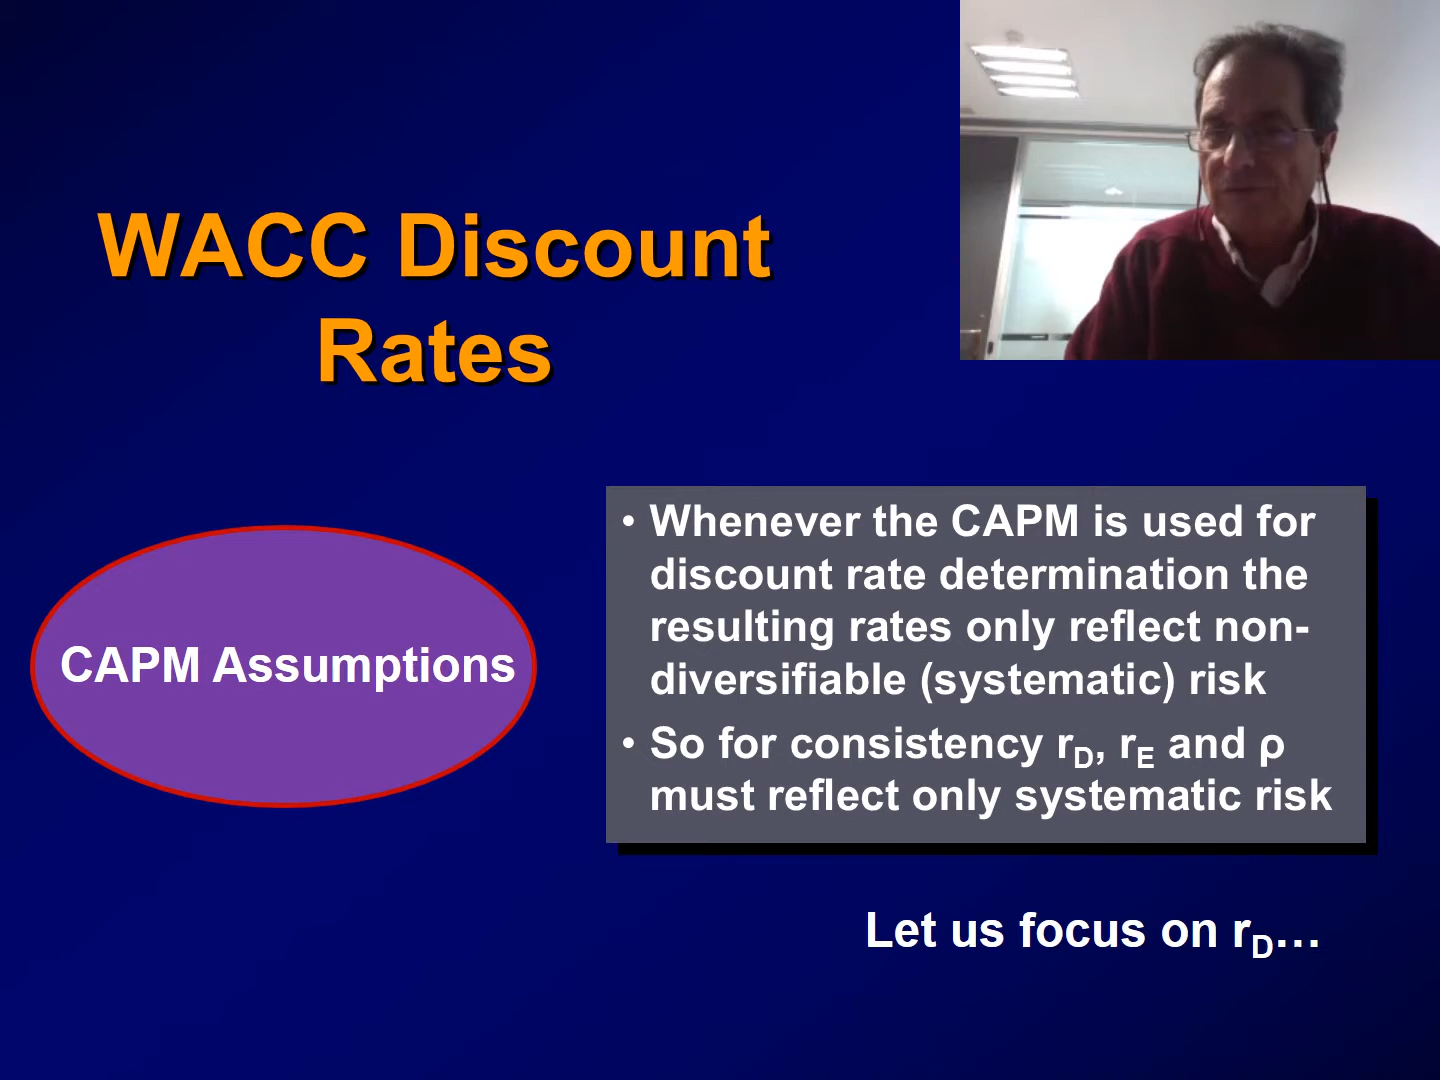 WACC Discount
Rates
CAPM Assumptions
• Whenever the CAPM is used for
discount rate determination the
resulting rates only reflect non-
diversifiable (systematic) risk
• So for consistency rD, rE and ρ
must reflect only systematic risk
Let us focus on rD…